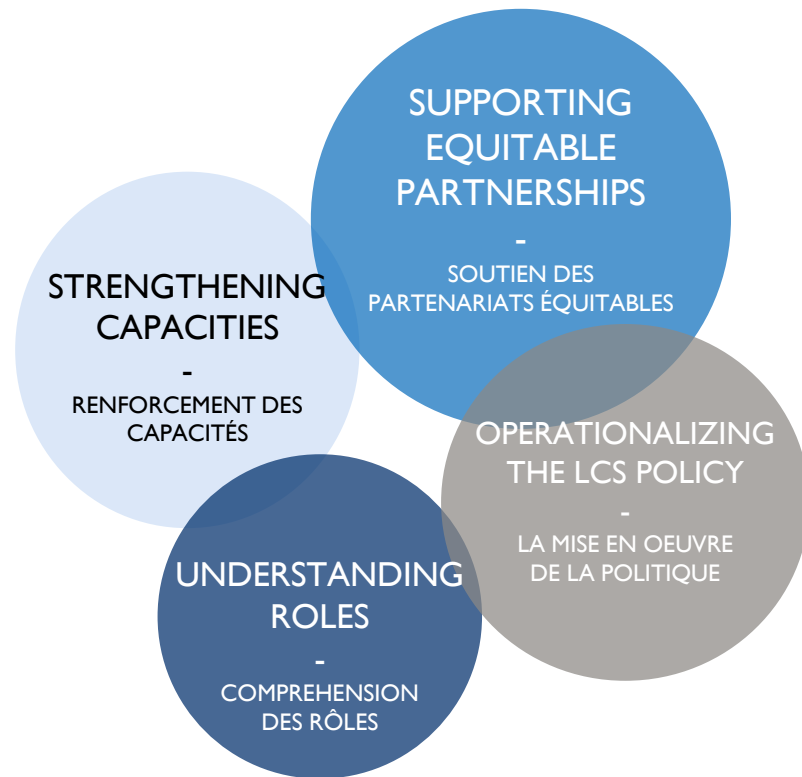 SUPPORTING
EQUITABLE
PARTNERSHIPS
-
SOUTIEN DES
PARTENARIATS ÉQUITABLES
STRENGTHENING
CAPACITIES
-
RENFORCEMENT DES
CAPACITÉS
OPERATIONALIZING
THE LCS POLICY
-
LA MISE EN OEUVRE
DE LA POLITIQUE
UNDERSTANDING
ROLES
-
COMPREHENSION
DES RÔLES